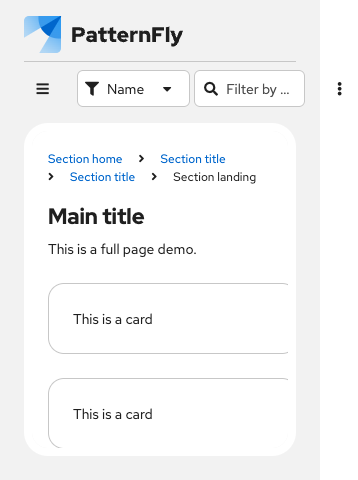 PatternFly
Name Filter by ...
Section home Section title
Section title Section landing
Main title
This is a full page demo.
This is a card
This is a card